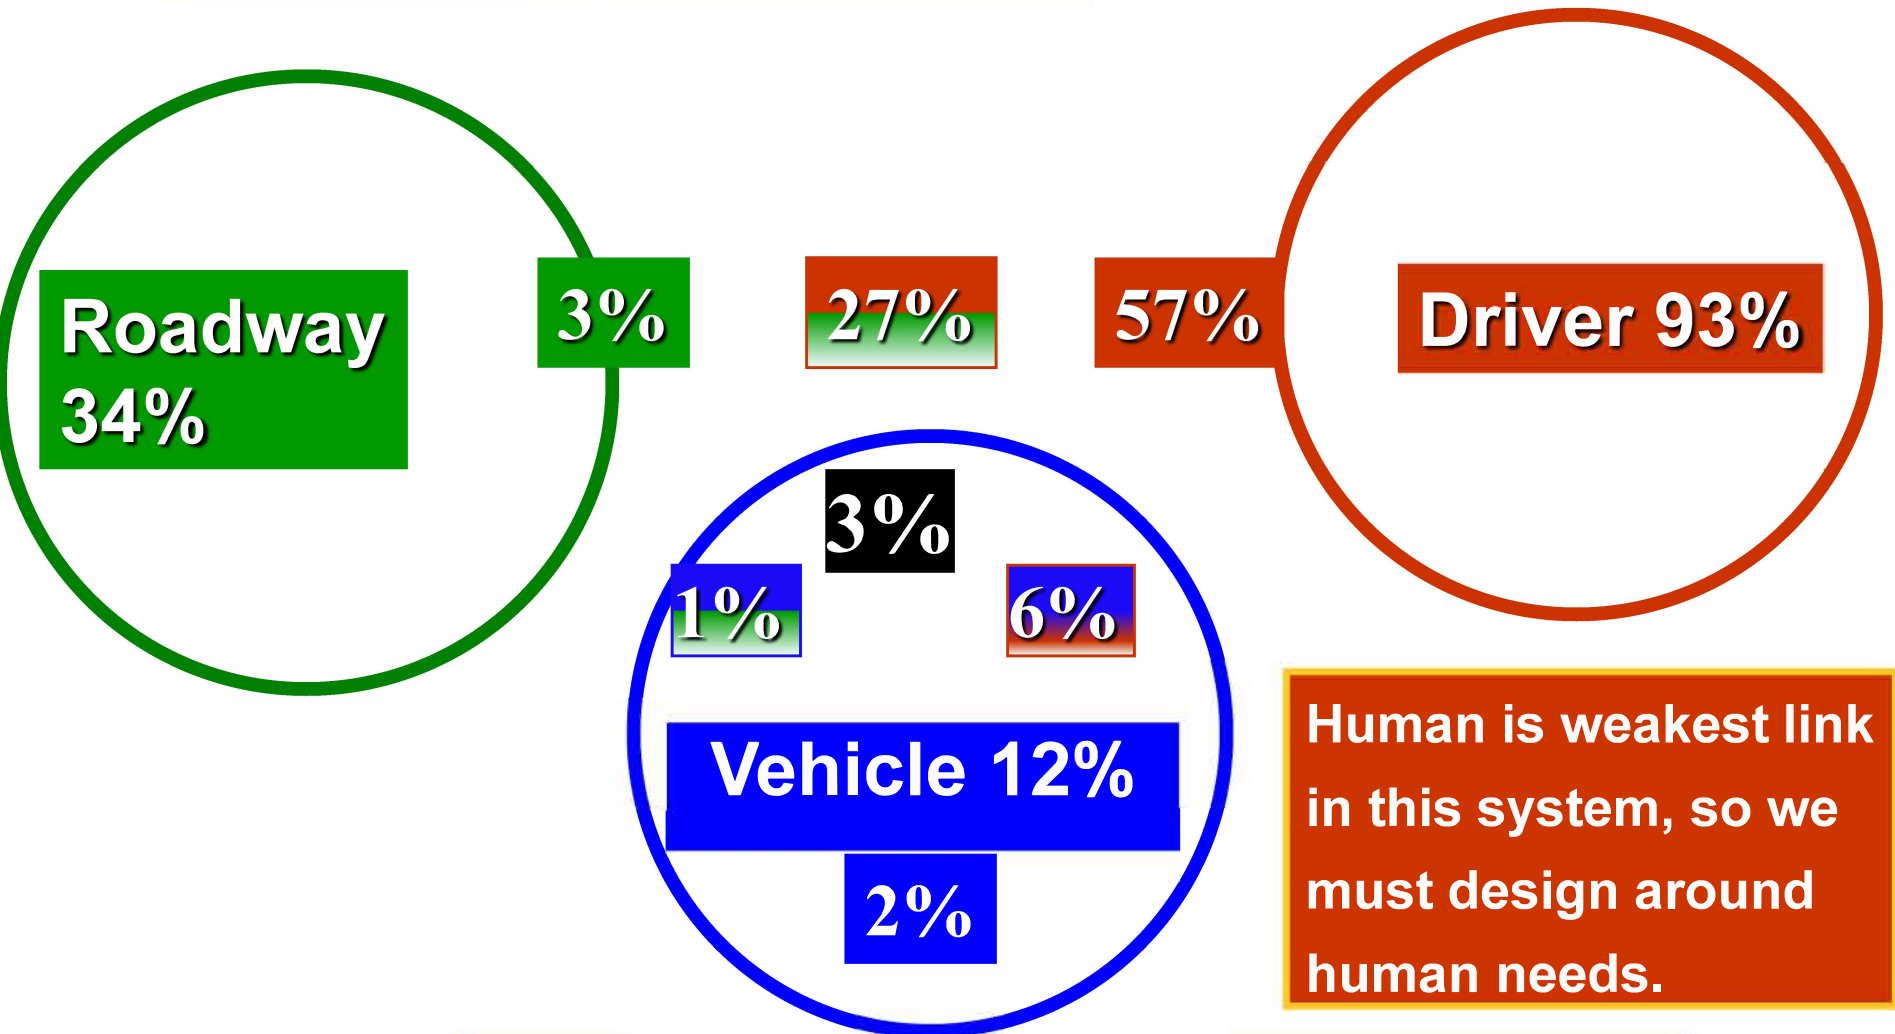 Roadway
34%
3%
27%
57%
Driver 93%
3%
1%
6%
Vehicle 12%
2%
Human is weakest link
in this system, so we
must design around
human needs.